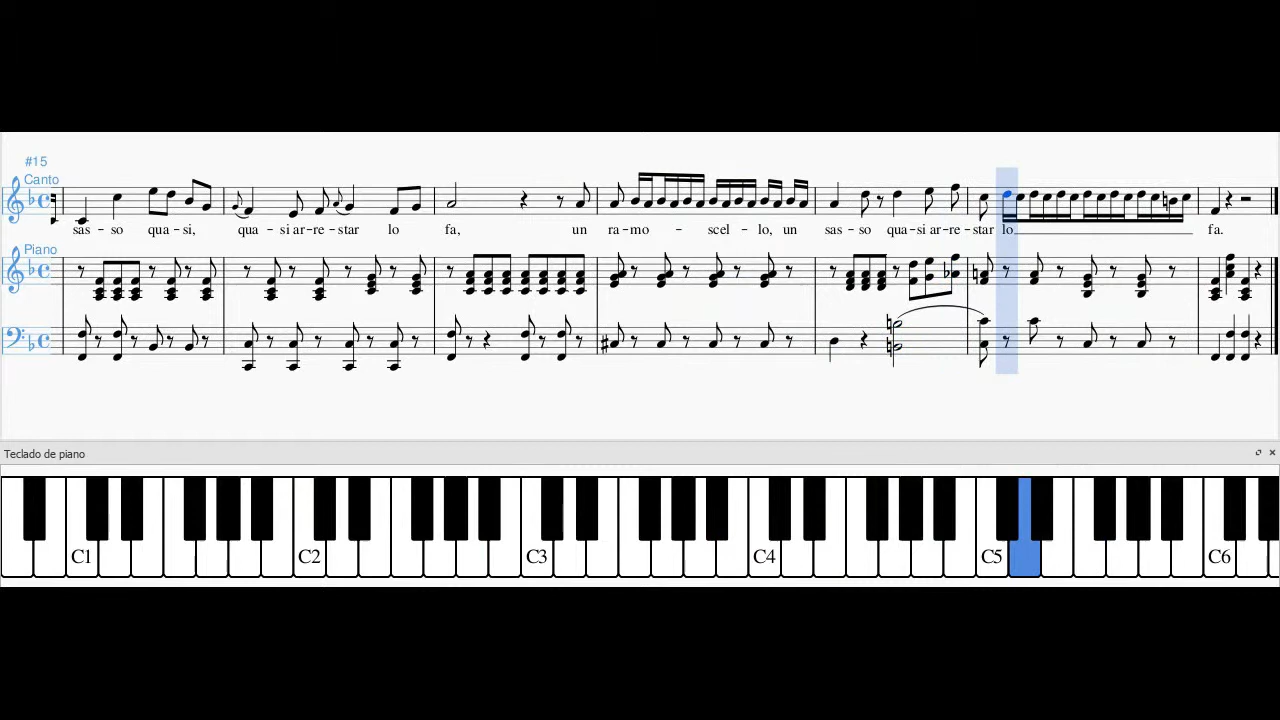 #15
Canto
sas - so qua - si, qua - si ar - re - star lo fa, un ra - mo - scel - lo, un sas - so qua - si ar - re - star lo fa.
Piano
Teclado de piano
C1 C2 C3 C4 C5 C6